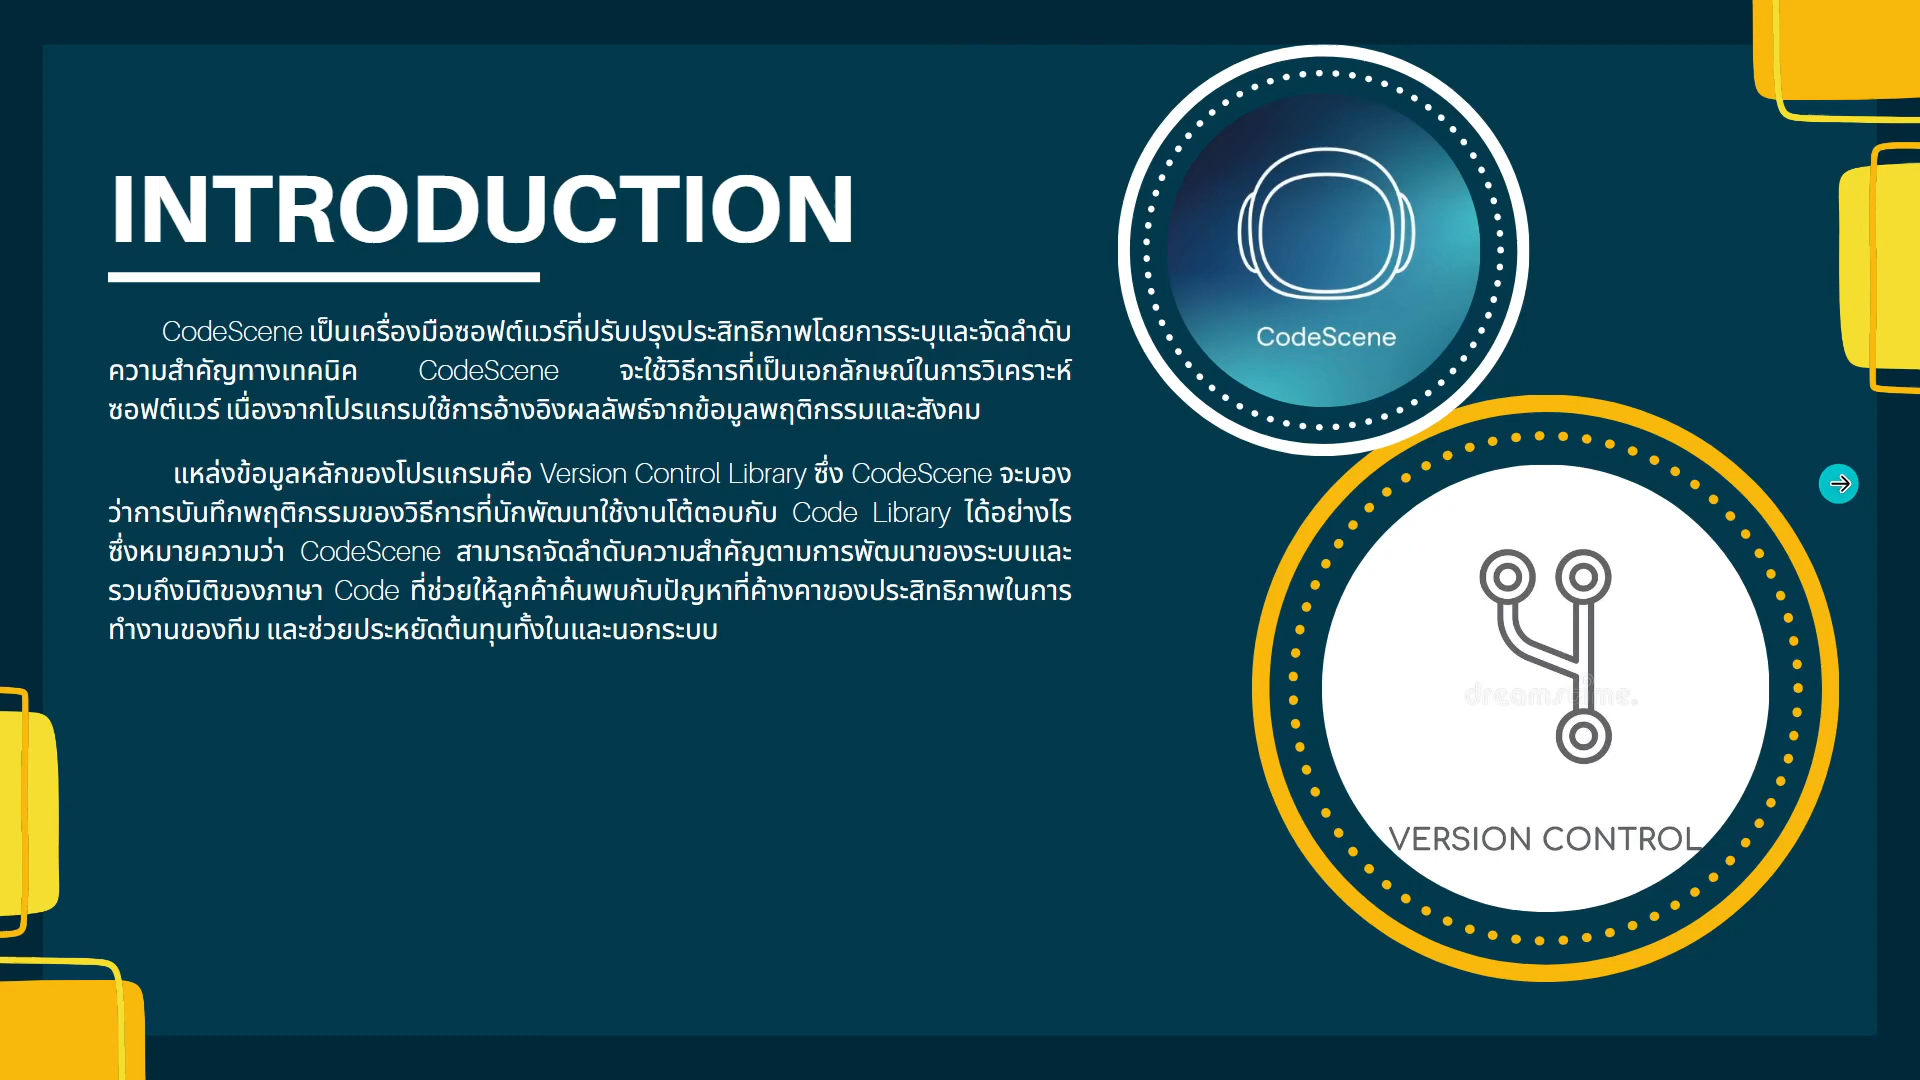 INTRODUCTION
CodeScene เป็นเครื่องมือซอฟต์แวร์ที่ปรับปรุงประสิทธิภาพโดยการระบุและจัดลำดับ
ความสำคัญทางเทคนิค CodeScene จะใช้วิธีการที่เป็นเอกลักษณ์ในการวิเคราะห์
ซอฟต์แวร์ เนื่องจากโปรแกรมใช้การอ้างอิงผลลัพธ์จากข้อมูลพฤติกรรมและสังคม
แหล่งข้อมูลหลักของโปรแกรมคือ Version Control Library ซึ่ง CodeScene จะมอง
ว่าการบันทึกพฤติกรรมของวิธีการที่นักพัฒนาใช้งานโต้ตอบกับ Code Library ได้อย่างไร
ซึ่งหมายความว่า CodeScene สามารถจัดลำดับความสำคัญตามการพัฒนาของระบบและ
รวมถึงมิติของภาษา Code ที่ช่วยให้ลูกค้าค้นพบกับปัญหาที่ค้างคาของประสิทธิภาพในการ
ทำงานของทีม และช่วยประหยัดต้นทุนทั้งในและนอกระบบ
CodeScene
dreamstime.
VERSION CONTROL